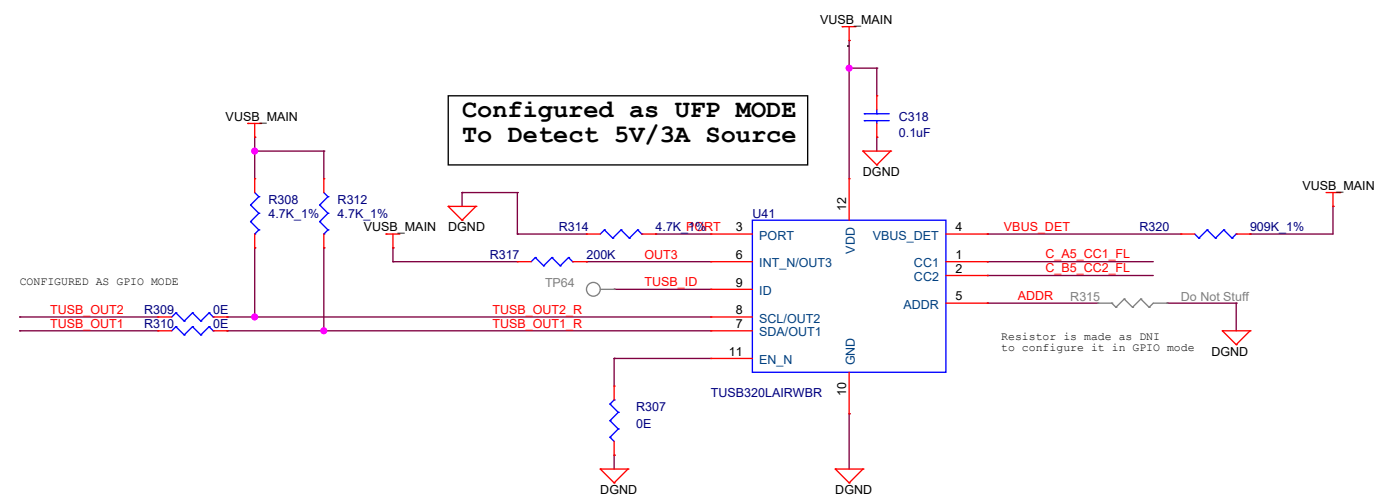 VUSB_MAIN
Configured as UFP MODE
To Detect 5V/3A Source
C318
0.1uF
DGND
VUSB_MAIN
R308
4.7K_1%
R312
4.7K_1%
DGND
VUSB_MAIN
VUSB_MAIN
R314
4.7K_1%
PORT
3
R317
200K
OUT3
6
TP64
TUSB_ID
9
CONFIGURED AS GPIO MODE
TUSB_OUT2
R309
0E
TUSB_OUT2_R
8
TUSB_OUT1
R310
0E
TUSB_OUT1_R
7
11
R307
0E
DGND
U41
12
VDD
PORT
INT_N/OUT3
ID
SCL/OUT2
SDA/OUT1
EN_N
VBUS_DET
CC1
CC2
ADDR
GND
10
TUSB320LAIRWBR
DGND
4
VBUS_DET
R320
909K_1%
1
C_A5_CC1_FL
2
C_B5_CC2_FL
5
ADDR
R315
Do Not Stuff
Resistor is made as DNI
to configure it in GPIO mode
DGND